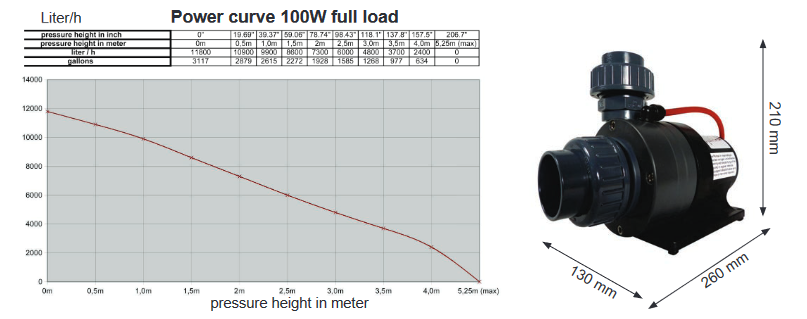 Liter/h Power curve 100W full load
pressure height in inch 0" 19.69" 39.37" 59.06" 78.74" 98.43" 118.1" 137.8" 157.5" 206.7"
pressure height in meter 0m 0,5m 1,0m 1,5m 2m 2,5m 3,0m 3,5m 4,0m 5,25m (max)
liter / h 11800 10900 9900 8600 7300 6000 4800 3700 2400 0
gallons 3117 2879 2615 2272 1928 1585 1268 977 634 0
14000
12000
10000
8000
6000
4000
2000
0
0m 0,5m 1,0m 1,5m 2m 2,5m 3,0m 3,5m 4,0m 5,25m (max)
pressure height in meter
210 mm
130 mm
260 mm